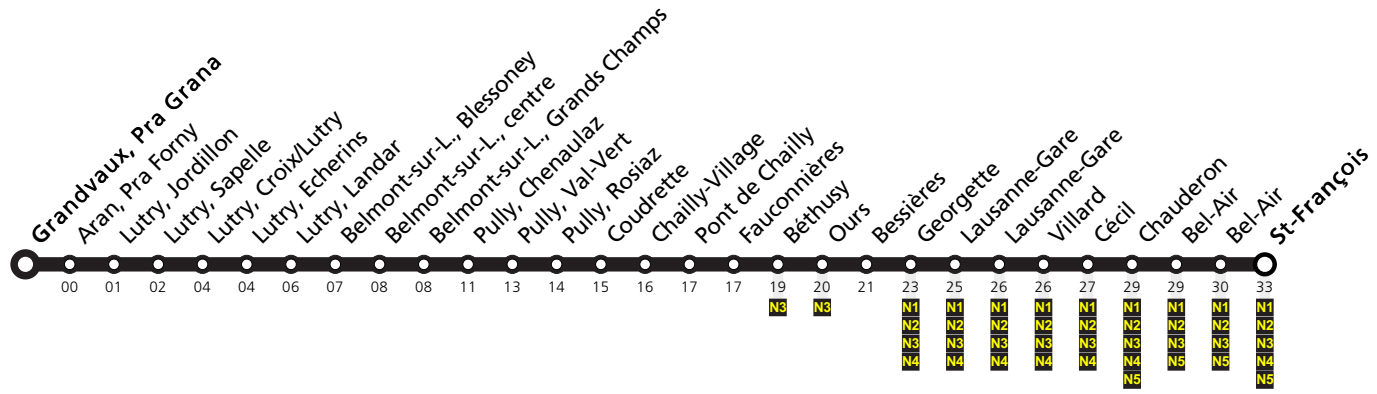 Grandvaux, Pra Grana
Aran, Pra Forny
Lutry, Jordillon
Lutry, Sapelle
Lutry, Croix/Lutry
Lutry, Echerins
Lutry, Landar
Belmont-sur-L., Blessoney
Belmont-sur-L., centre
Belmont-sur-L., Grands Champs
Pully, Chenaulaz
Pully, Val-Vert
Pully, Rosiaz
Coudrette
Chailly-Village
Pont de Chailly
Fauconnières
Béthusy
Ours
Bessières
Georgette
Lausanne-Gare
Lausanne-Gare
Villard
Cécil
Chauderon
Bel-Air
Bel-Air
St-François
00 01 02 04 04 06 07 08 08 11 13 14 15 16 17 17 19 20 21 23 25 26 26 27 29 29 30 33
N3 N3 N1 N1 N1 N1 N1 N1 N1 N1 N1
N2 N2 N2 N2 N2 N2 N2 N2 N2
N3 N3 N3 N3 N3 N3 N3 N3 N3
N4 N4 N4 N4 N4 N4 N5 N5 N4
N5 N5